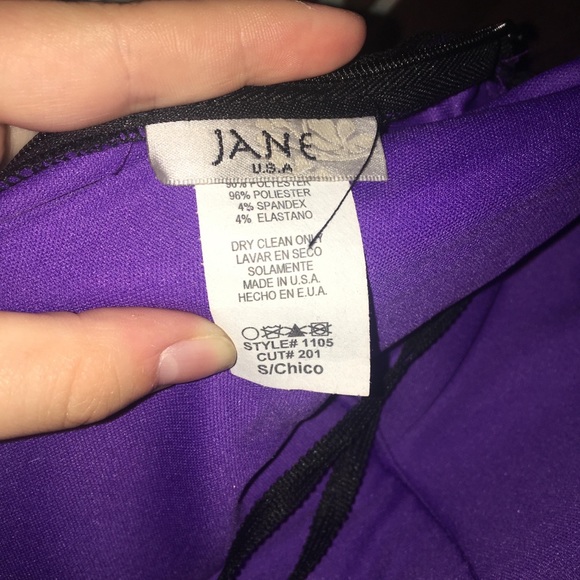 JANE
U.S.A
96% POLYESTER
96% POLIESTER
4% SPANDEX
4% ELASTANO
DRY CLEAN ONLY
LAVAR EN SECO
SOLAMENTE
MADE IN U.S.A.
HECHO EN E.U.A.
STYLE# 1105
CUT# 201
S/Chico